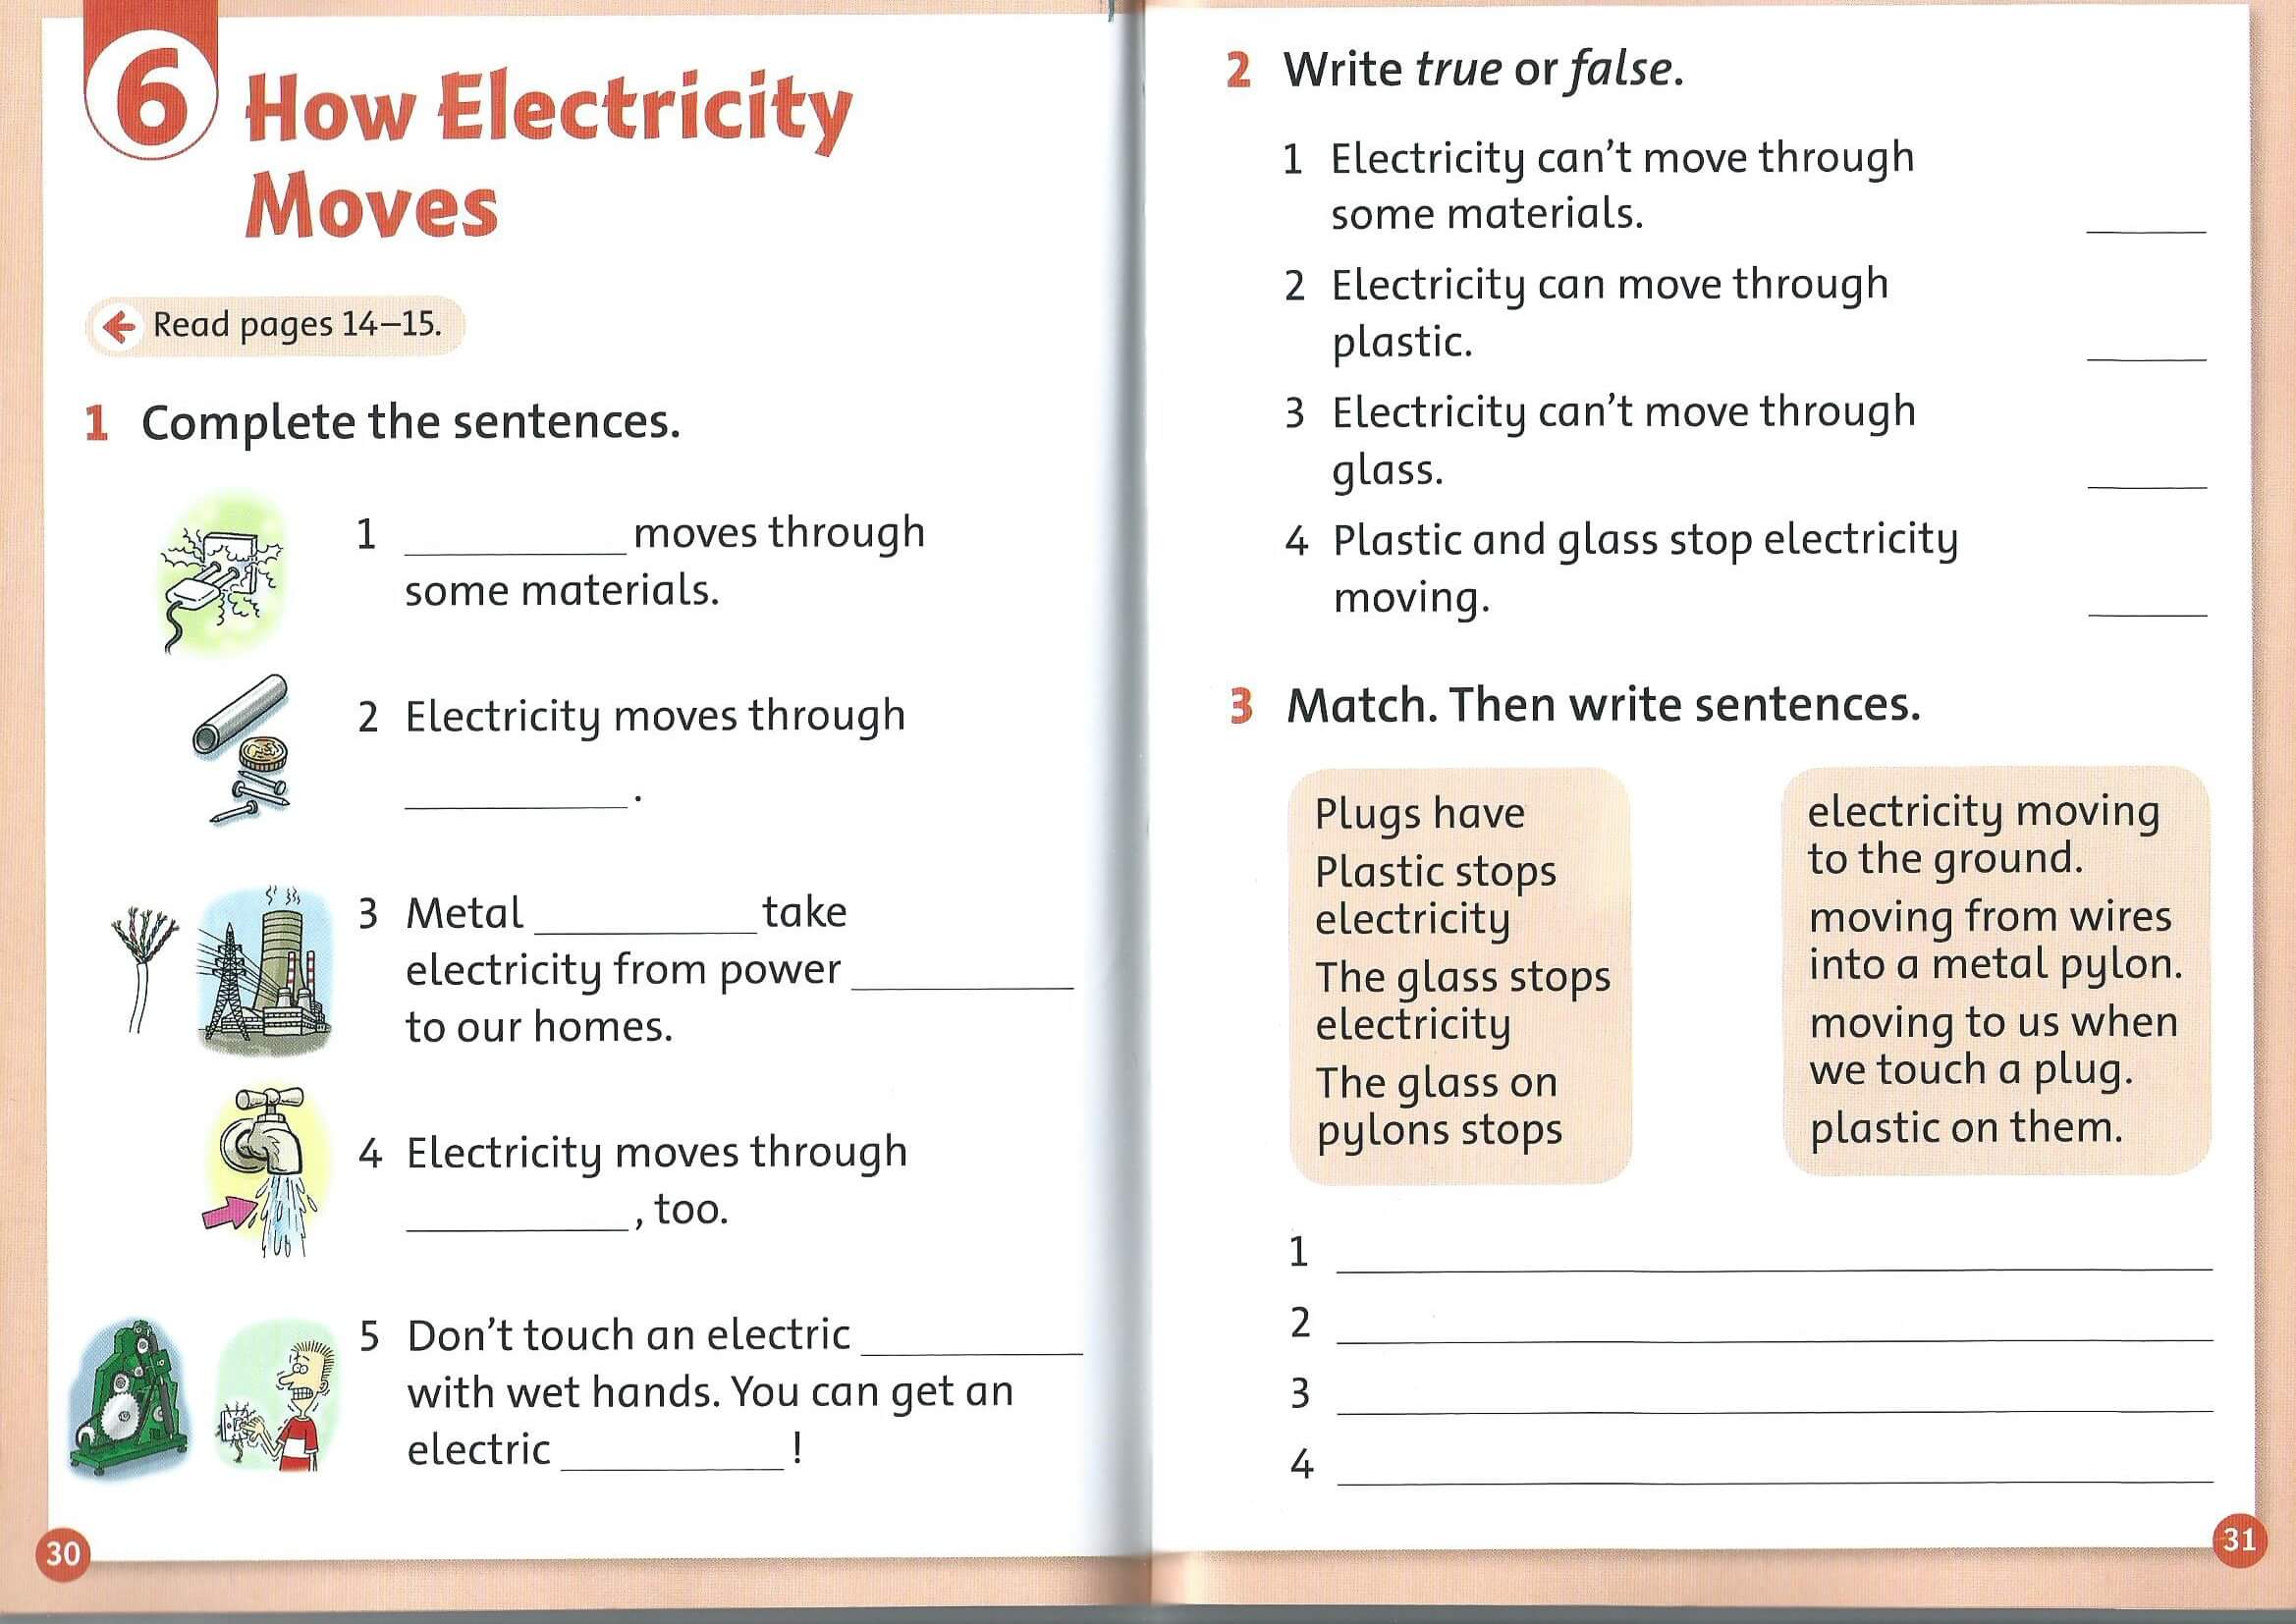 6 How Electricity
Moves
Read pages 14–15.
1 Complete the sentences.
1 __________ moves through
some materials.
2 Electricity moves through
__________.
3 Metal __________ take
electricity from power __________
to our homes.
4 Electricity moves through
__________, too.
5 Don't touch an electric __________
with wet hands. You can get an
electric __________!
30
2 Write true or false.
1 Electricity can't move through
some materials. ______
2 Electricity can move through
plastic. ______
3 Electricity can't move through
glass. ______
4 Plastic and glass stop electricity
moving. ______
3 Match. Then write sentences.
Plugs have
Plastic stops
electricity
The glass stops
electricity
The glass on
pylons stops
electricity moving
to the ground.
moving from wires
into a metal pylon.
moving to us when
we touch a plug.
plastic on them.
1 ____________________
2 ____________________
3 ____________________
4 ____________________
31